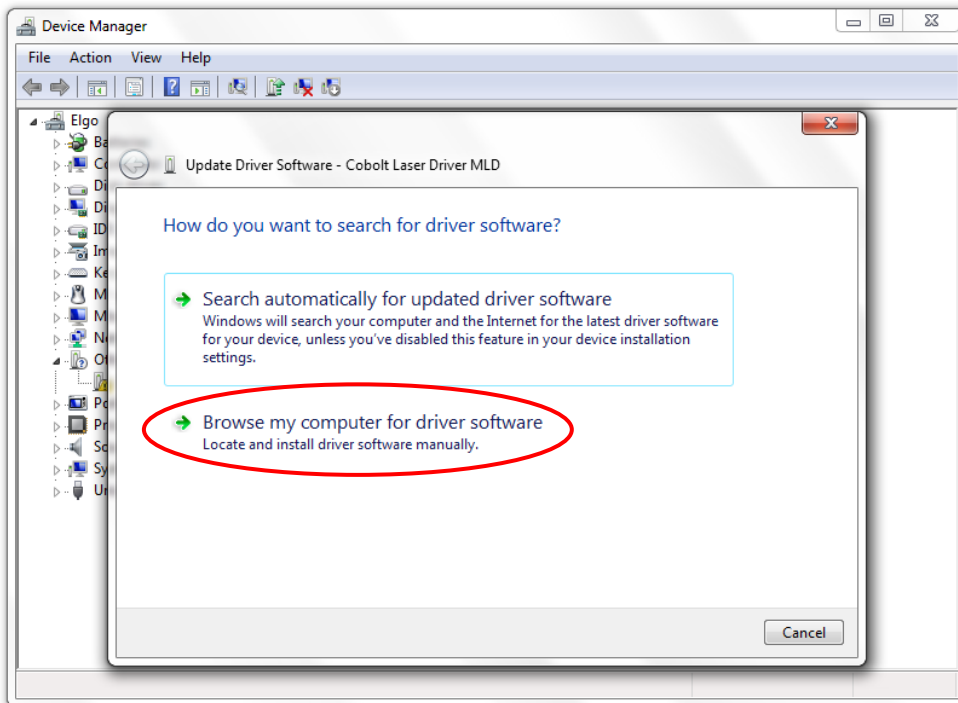 Device Manager
File Action View Help
Elgo
Update Driver Software - Cobolt Laser Driver MLD
How do you want to search for driver software?
Search automatically for updated driver software
Windows will search your computer and the Internet for the latest driver software
for your device, unless you've disabled this feature in your device installation
settings.
Browse my computer for driver software
Locate and install driver software manually.
Cancel